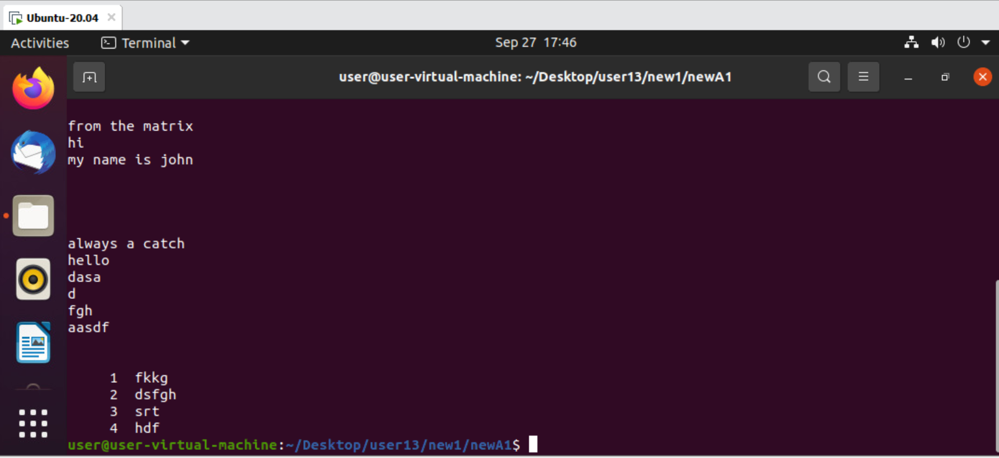 Ubuntu-20.04
Activities Terminal Sep 27 17:46
user@user-virtual-machine: ~/Desktop/user13/new1/newA1
from the matrix
hi
my name is john
always a catch
hello
dasa
d
fgh
aasdf
1 fkkg
2 dsfgh
3 srt
4 hdf
user@user-virtual-machine:~/Desktop/user13/new1/newA1$